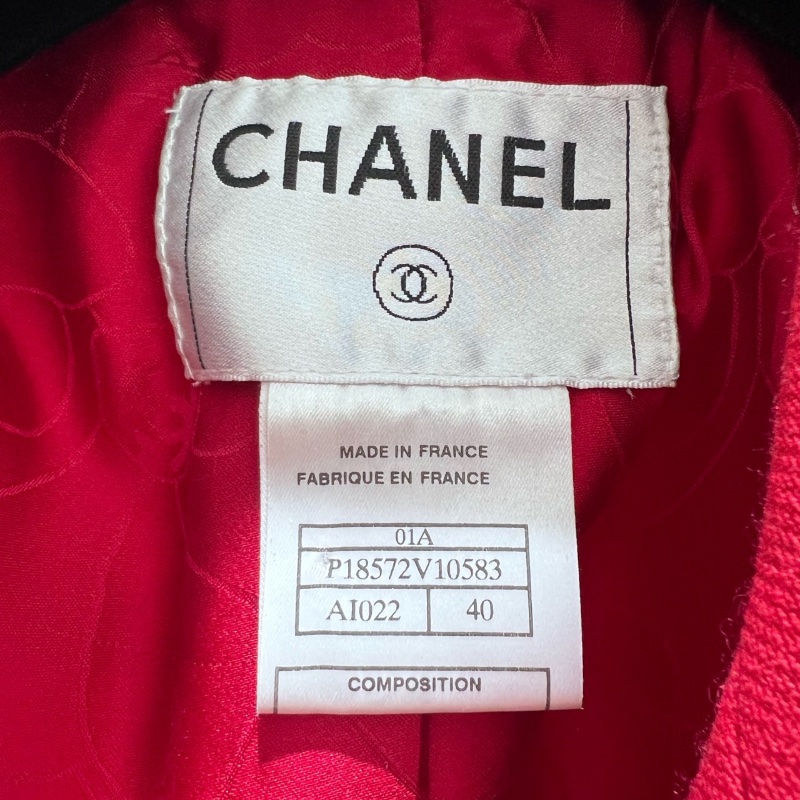 CHANEL
MADE IN FRANCE
FABRIQUE EN FRANCE
01A
P18572V10583
AI022 40
COMPOSITION